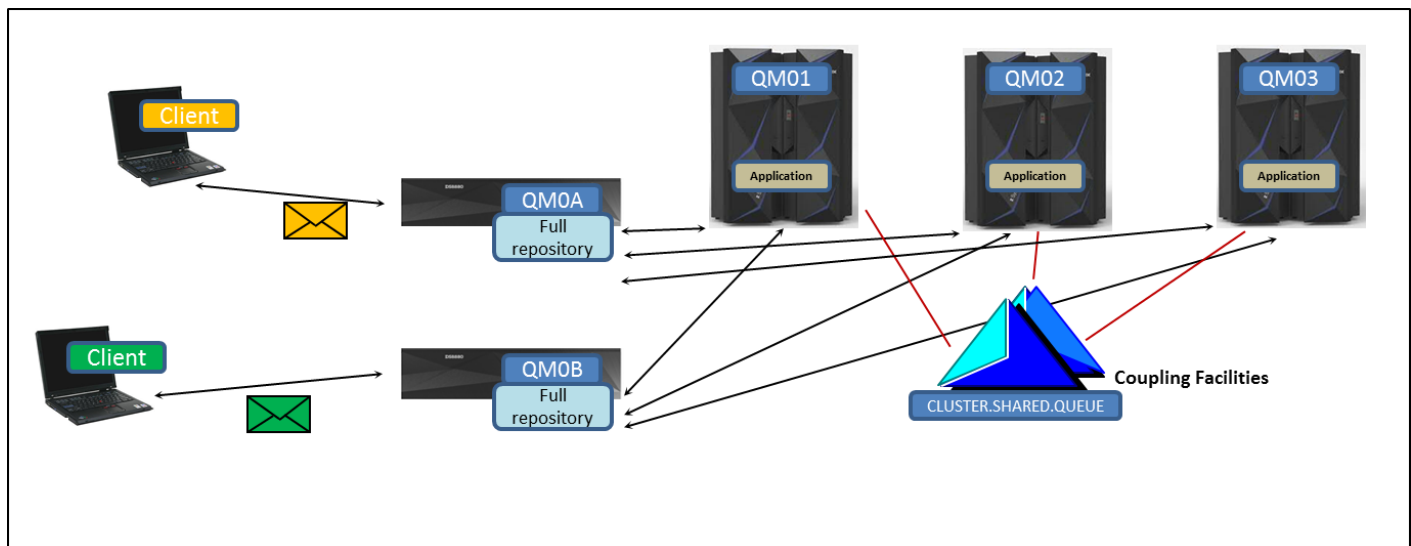 QM01
QM02
QM03
Client
Application
Application
Application
QM0A
Full
repository
Client
QM0B
Full
repository
Coupling Facilities
CLUSTER.SHARED.QUEUE